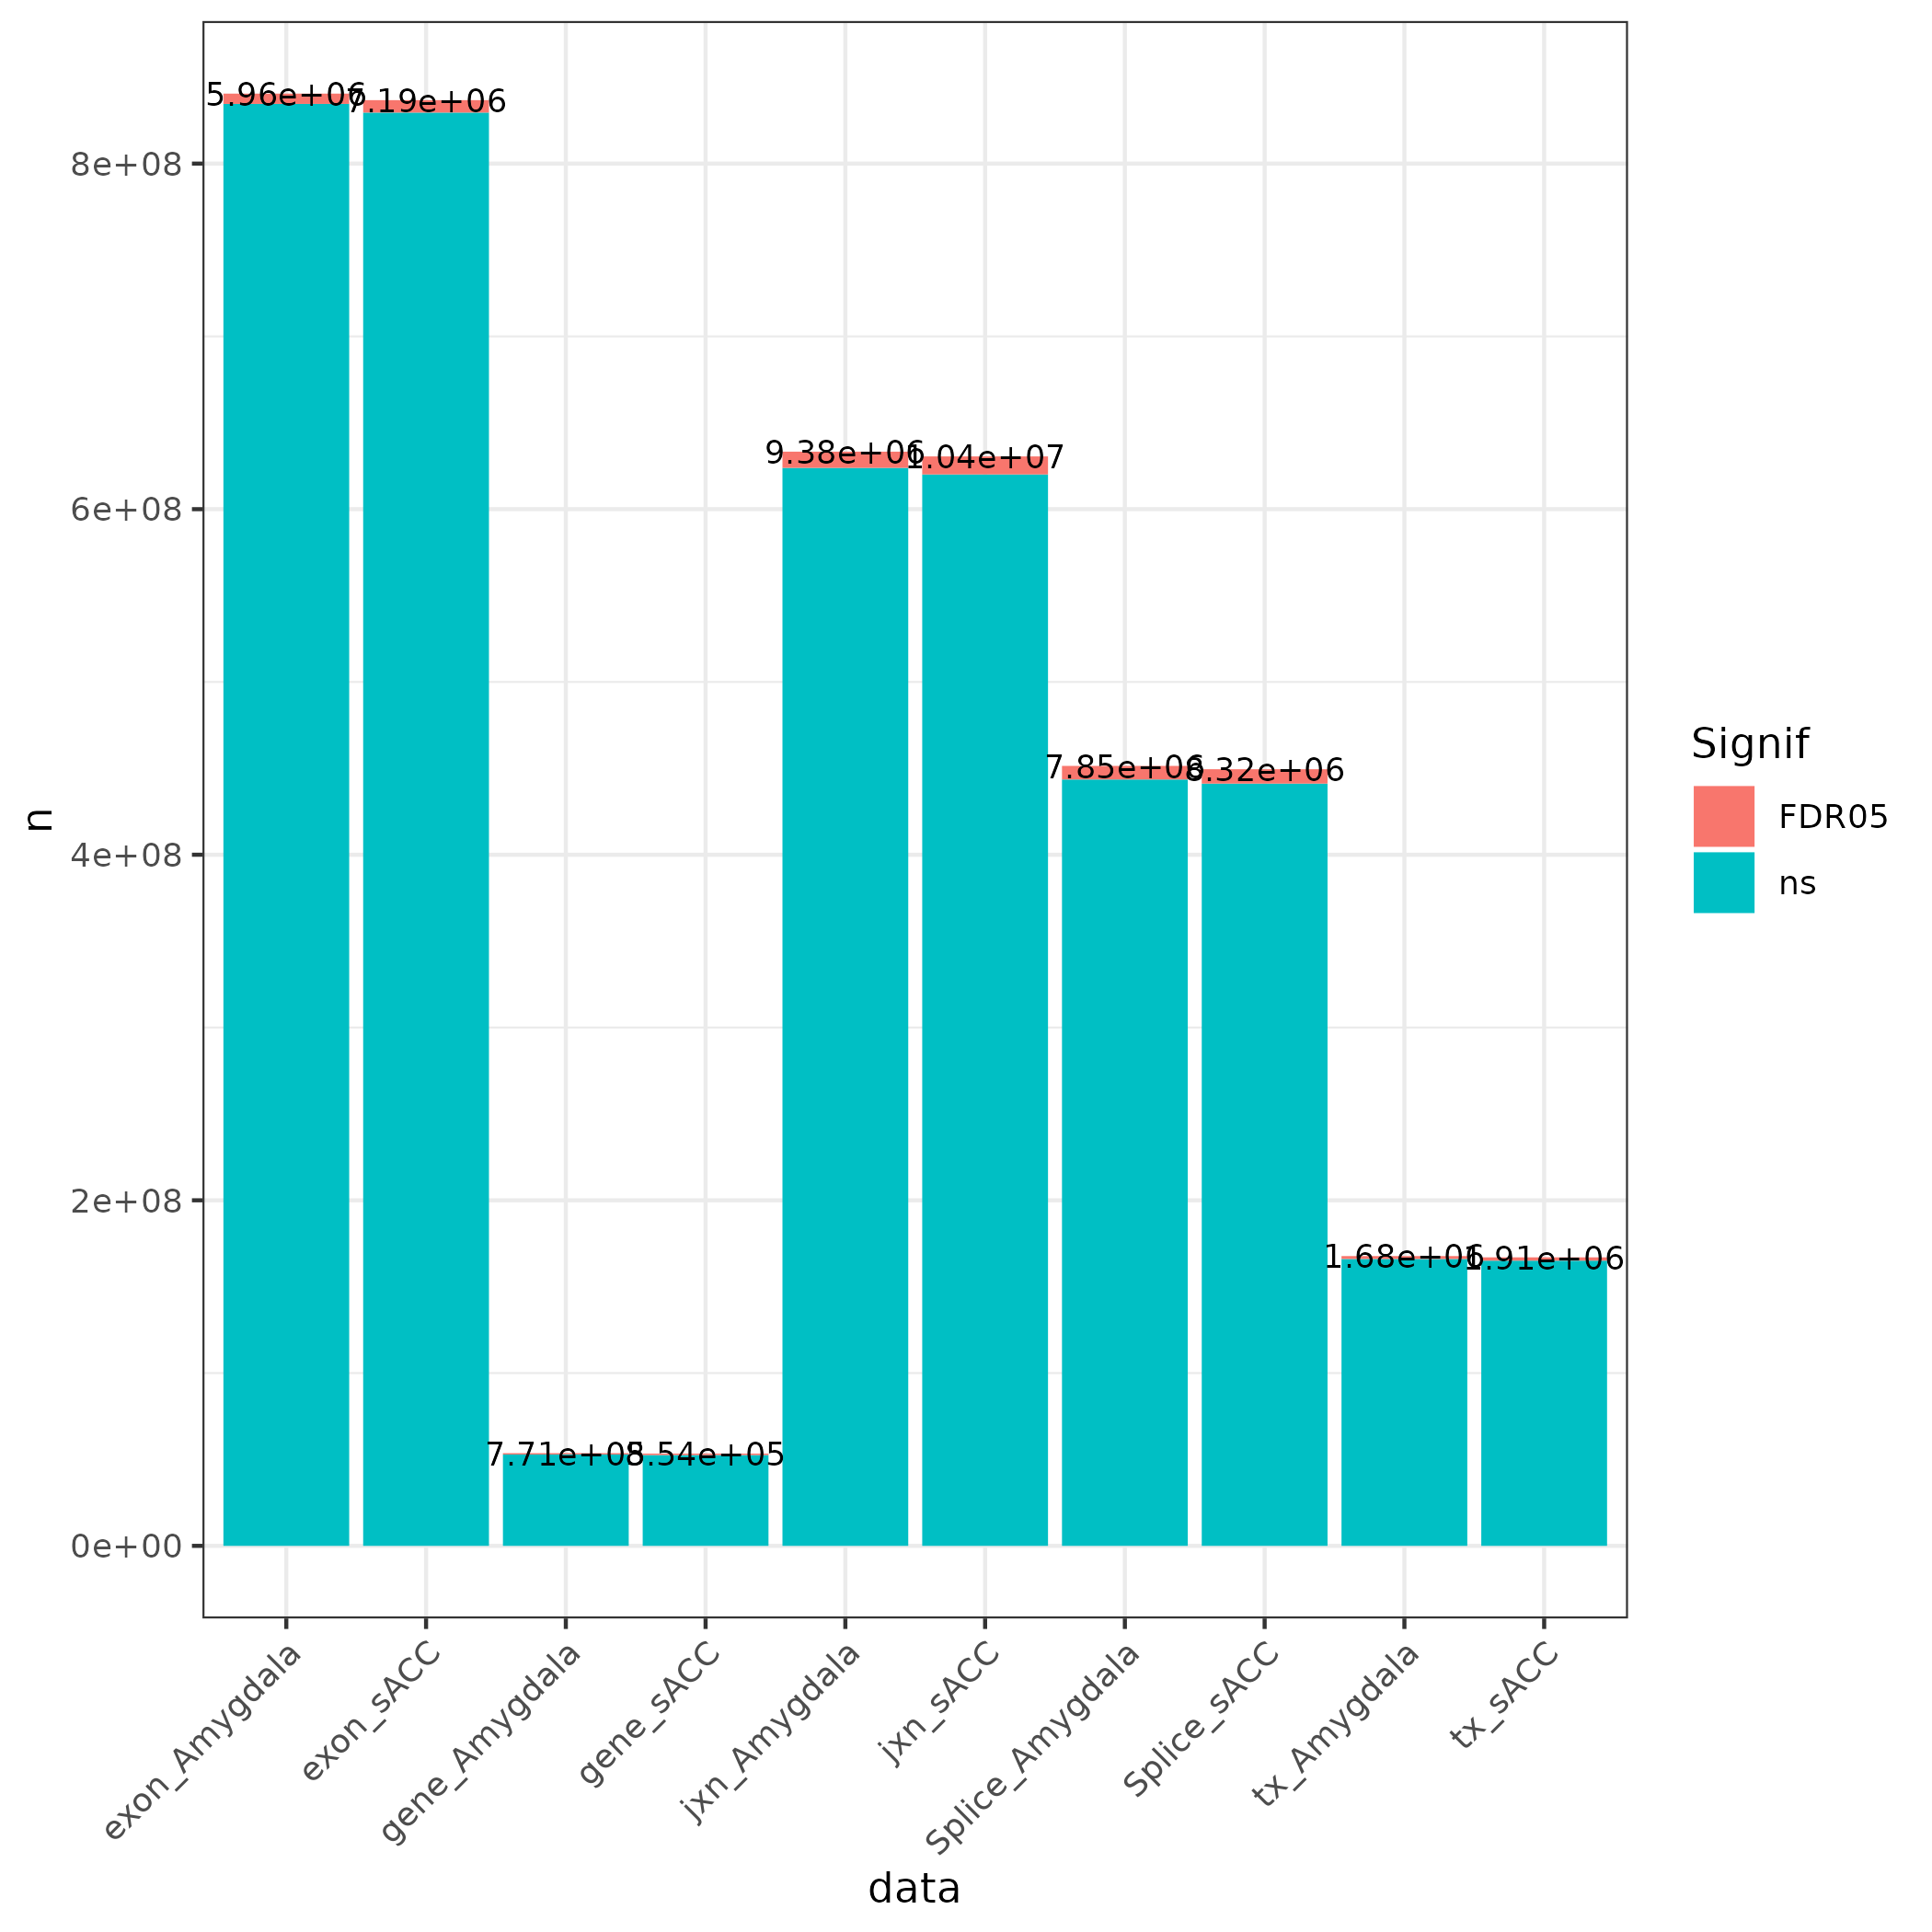 5.96e+06
7.19e+06
8e+08
9.38e+06
1.04e+07
6e+08
7.85e+06
8.32e+06
4e+08
1.68e+06
1.91e+06
2e+08
7.71e+05
8.54e+05
0e+00
n
Signif
FDR05
ns
exon_Amygdala
exon_sACC
gene_Amygdala
gene_sACC
jxn_Amygdala
jxn_sACC
Splice_Amygdala
Splice_sACC
tx_Amygdala
tx_sACC
data